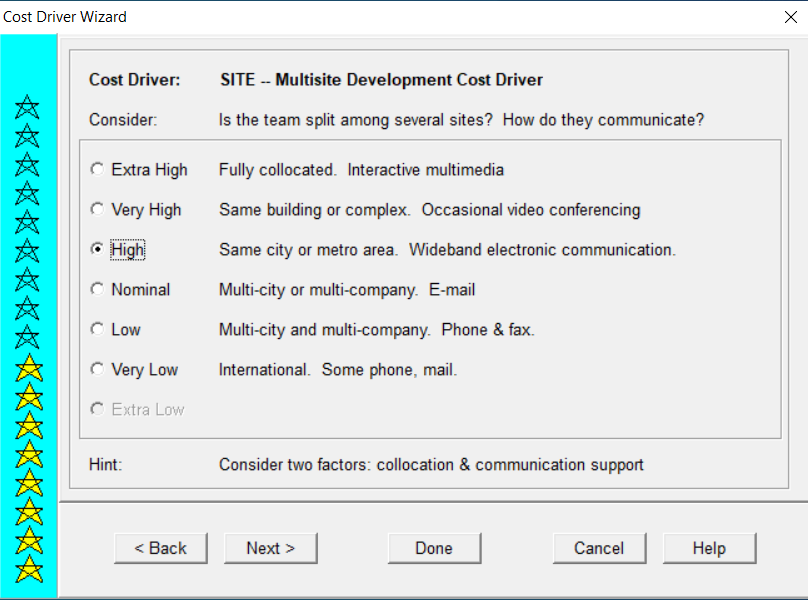 Cost Driver Wizard
Cost Driver: SITE -- Multisite Development Cost Driver
Consider: Is the team split among several sites? How do they communicate?
Extra High Fully collocated. Interactive multimedia
Very High Same building or complex. Occasional video conferencing
High Same city or metro area. Wideband electronic communication.
Nominal Multi-city or multi-company. E-mail
Low Multi-city and multi-company. Phone & fax.
Very Low International. Some phone, mail.
Extra Low
Hint: Consider two factors: collocation & communication support
< Back Next > Done Cancel Help